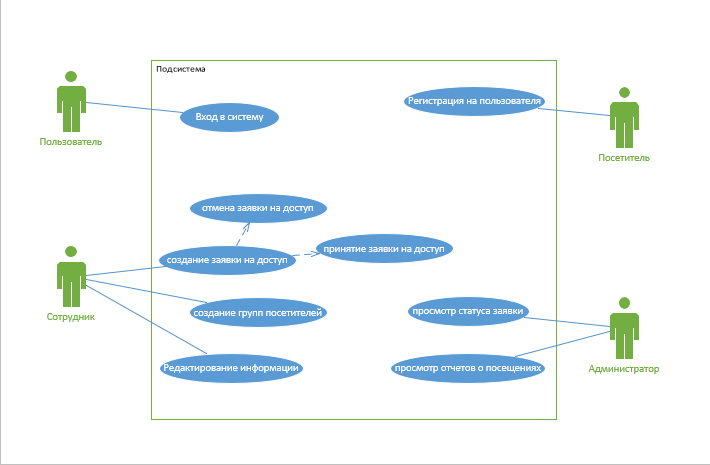 Подсистема
Пользователь
Вход в систему
Регистрация на пользователя
Посетитель
отмена заявки на доступ
создание заявки на доступ
принятие заявки на доступ
Сотрудник
создание групп посетителей
просмотр статуса заявки
Редактирование информации
просмотр отчетов о посещениях
Администратор